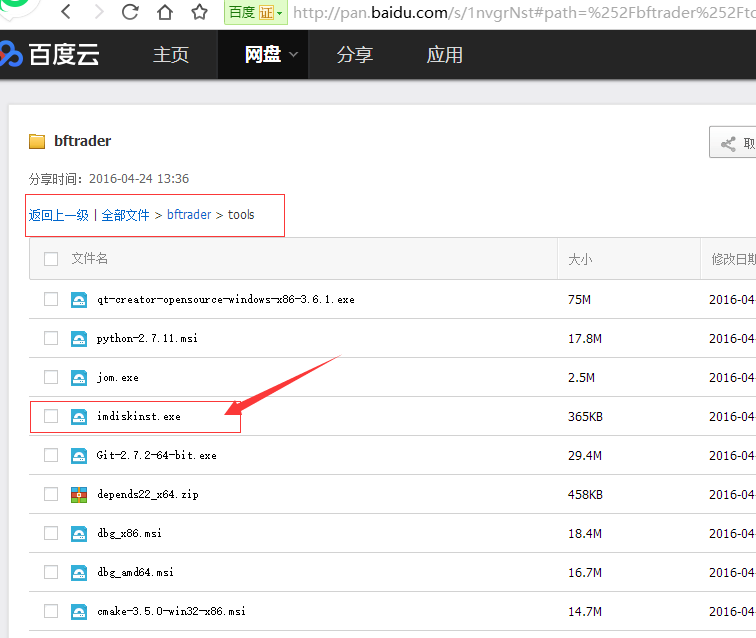 百度 证 http://pan.baidu.com/s/1nvgrNst#path=%252Fbftrader%252Fto
百度云 主页 网盘 分享 应用
bftrader
取
分享时间：2016-04-24 13:36
返回上一级 | 全部文件 > bftrader > tools
文件名 大小 修改日期
qt-creator-opensource-windows-x86-3.6.1.exe 75M 2016-04
python-2.7.11.msi 17.8M 2016-04
jom.exe 2.5M 2016-04
imdiskinst.exe 365KB 2016-04
Git-2.7.2-64-bit.exe 29.4M 2016-04
depends22_x64.zip 458KB 2016-04
dbg_x86.msi 18.4M 2016-04
dbg_amd64.msi 16.7M 2016-04
cmake-3.5.0-win32-x86.msi 14.7M 2016-04